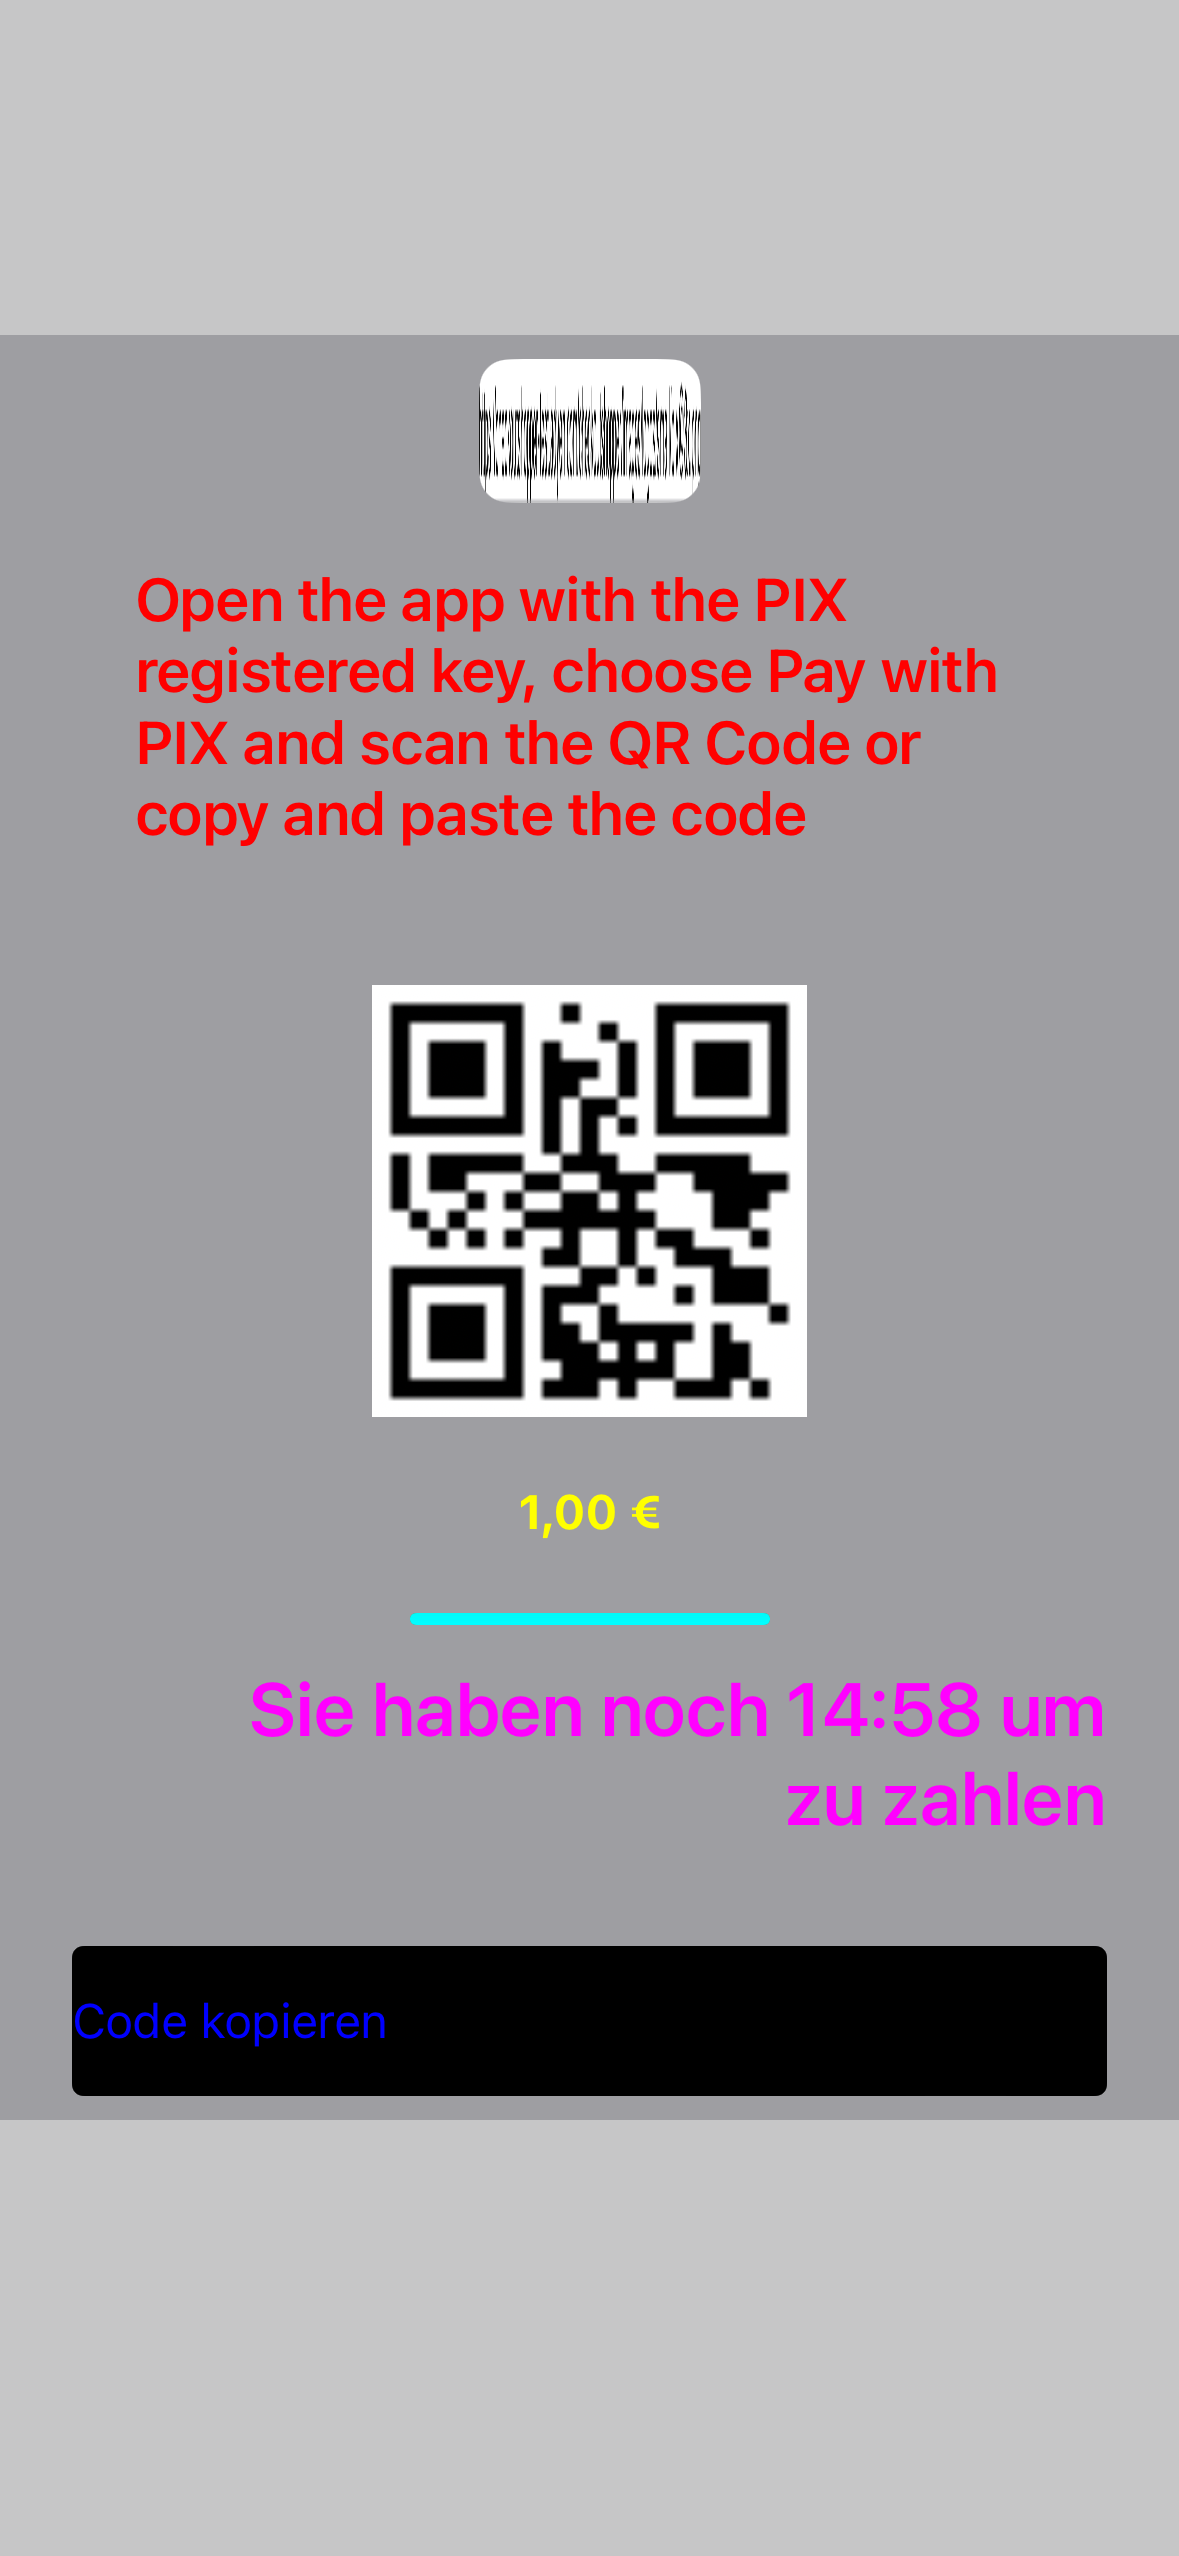 Open the app with the PIX
registered key, choose Pay with
PIX and scan the QR Code or
copy and paste the code
1,00 €
Sie haben noch 14:58 um
zu zahlen
Code kopieren